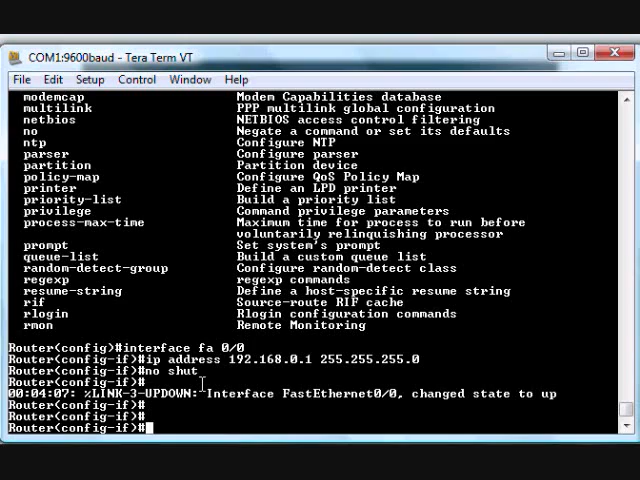 COM1:9600baud - Tera Term VT
File Edit Setup Control Window Help
modemcap Modem Capabilities database
multilink PPP multilink global configuration
netbios NETBIOS access control filtering
no Negate a command or set its defaults
ntp Configure NTP
parser Configure parser
partition Partition device
policy-map Configure QoS Policy Map
printer Define an LPD printer
priority-list Build a priority list
privilege Command privilege parameters
process-max-time Maximum time for process to run before
voluntarily relinquishing processor
prompt Set system's prompt
queue-list Build a custom queue list
random-detect-group Configure random-detect class
regexp regexp commands
resume-string Define a host-specific resume string
rif Source-route RIF cache
rlogin Rlogin configuration commands
rmon Remote Monitoring
Router(config)#interface fa 0/0
Router(config-if)#ip address 192.168.0.1 255.255.255.0
Router(config-if)#no shut
Router(config-if)#
00:04:07: %LINK-3-UPDOWN: Interface FastEthernet0/0, changed state to up
Router(config-if)#
Router(config-if)#
Router(config-if)#